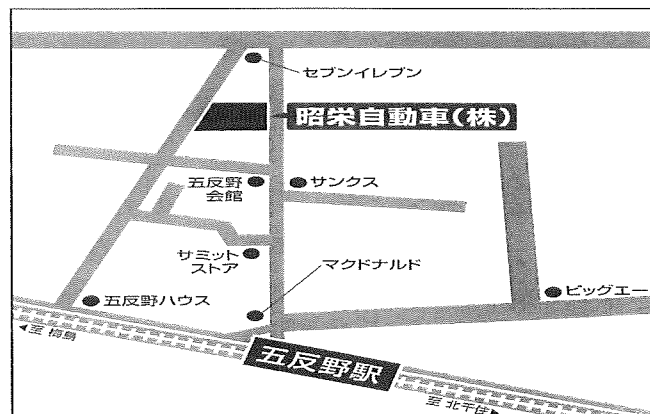 セブンイレブン
昭栄自動車(株)
五反野
会館
サンクス
サミット
ストア
マクドナルド
五反野ハウス
ビッグエー
◀至 梅島
五反野駅
至 北千住▶